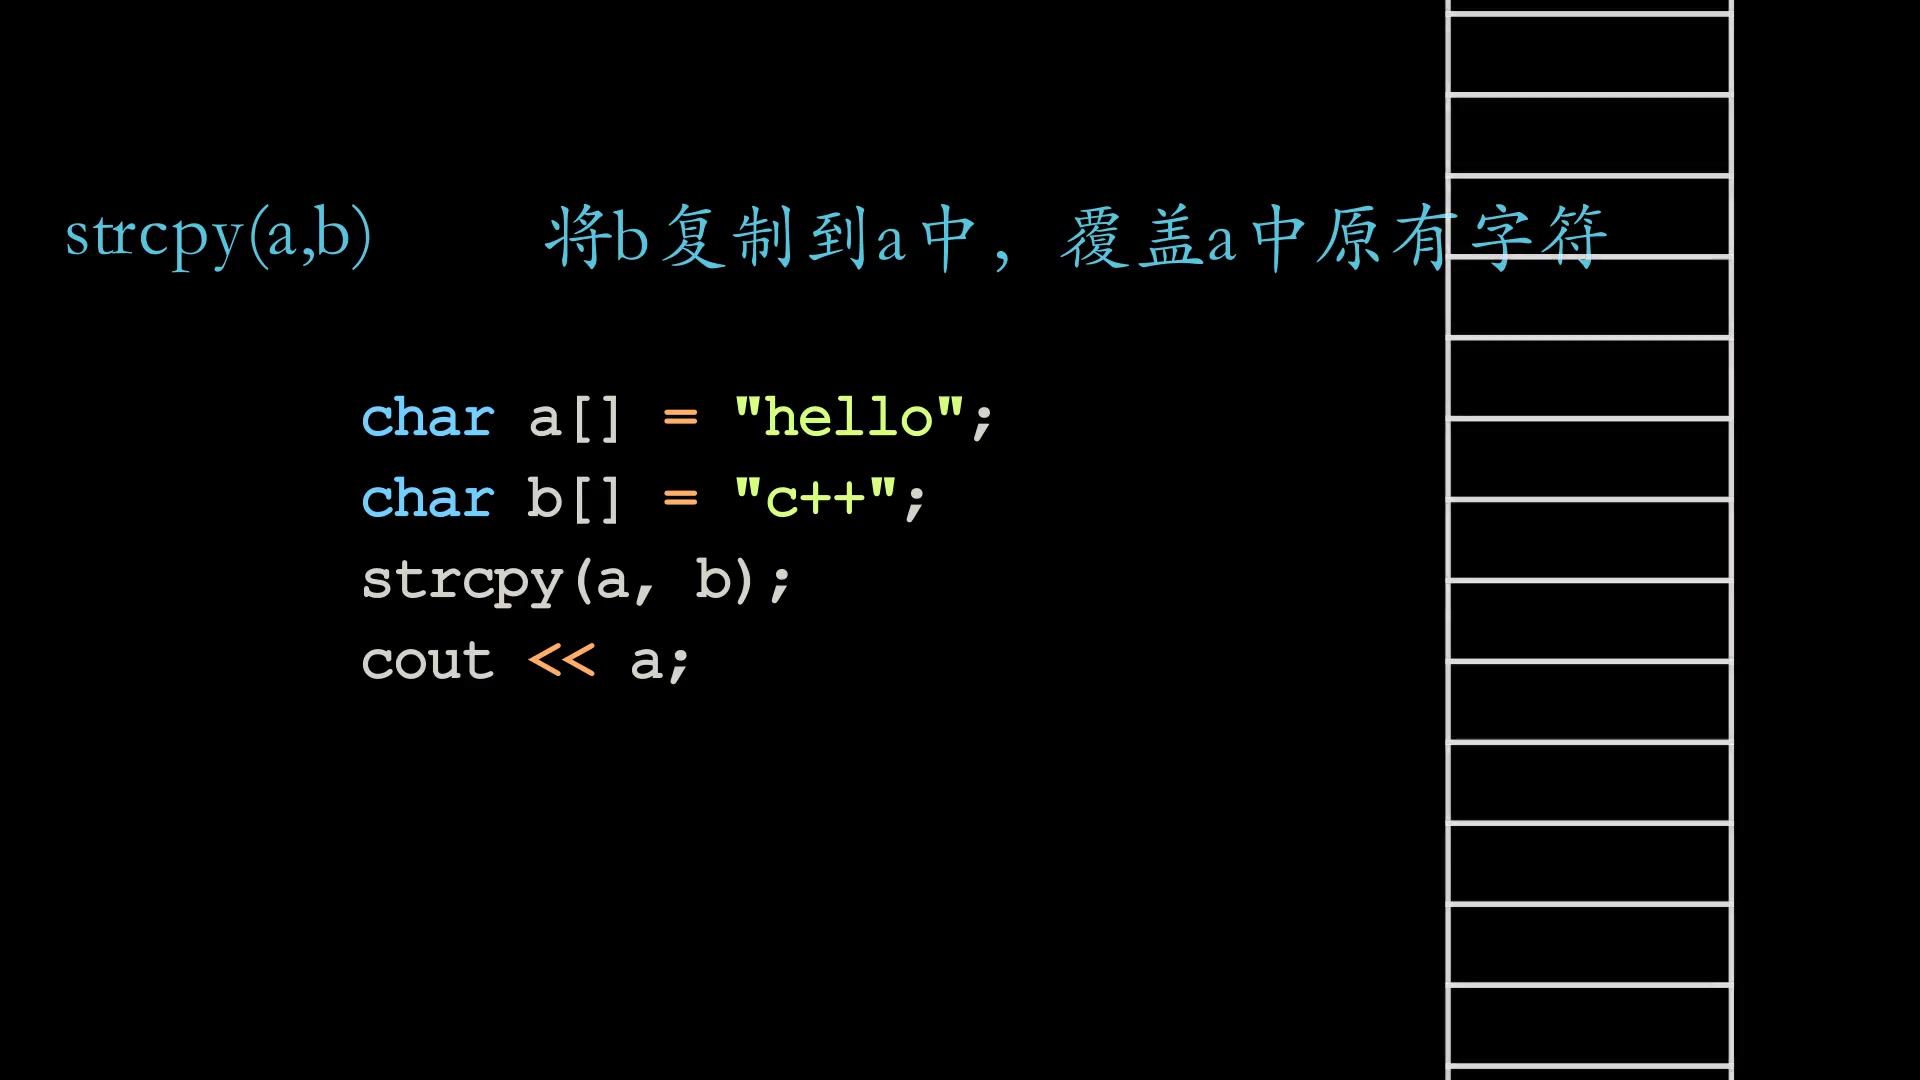 strcpy(a,b) 将b复制到a中，覆盖a中原有字符
char a[] = "hello";
char b[] = "c++";
strcpy(a, b);
cout << a;